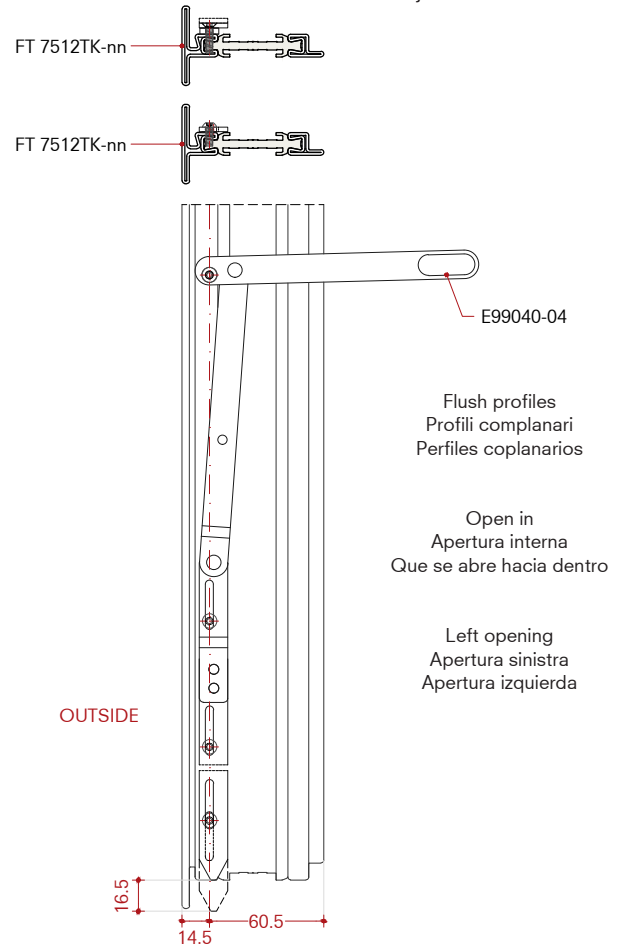 FT 7512TK-nn
FT 7512TK-nn
E99040-04
Flush profiles
Profili complanari
Perfiles coplanarios
Open in
Apertura interna
Que se abre hacia dentro
Left opening
Apertura sinistra
Apertura izquierda
OUTSIDE
16.5
60.5
14.5